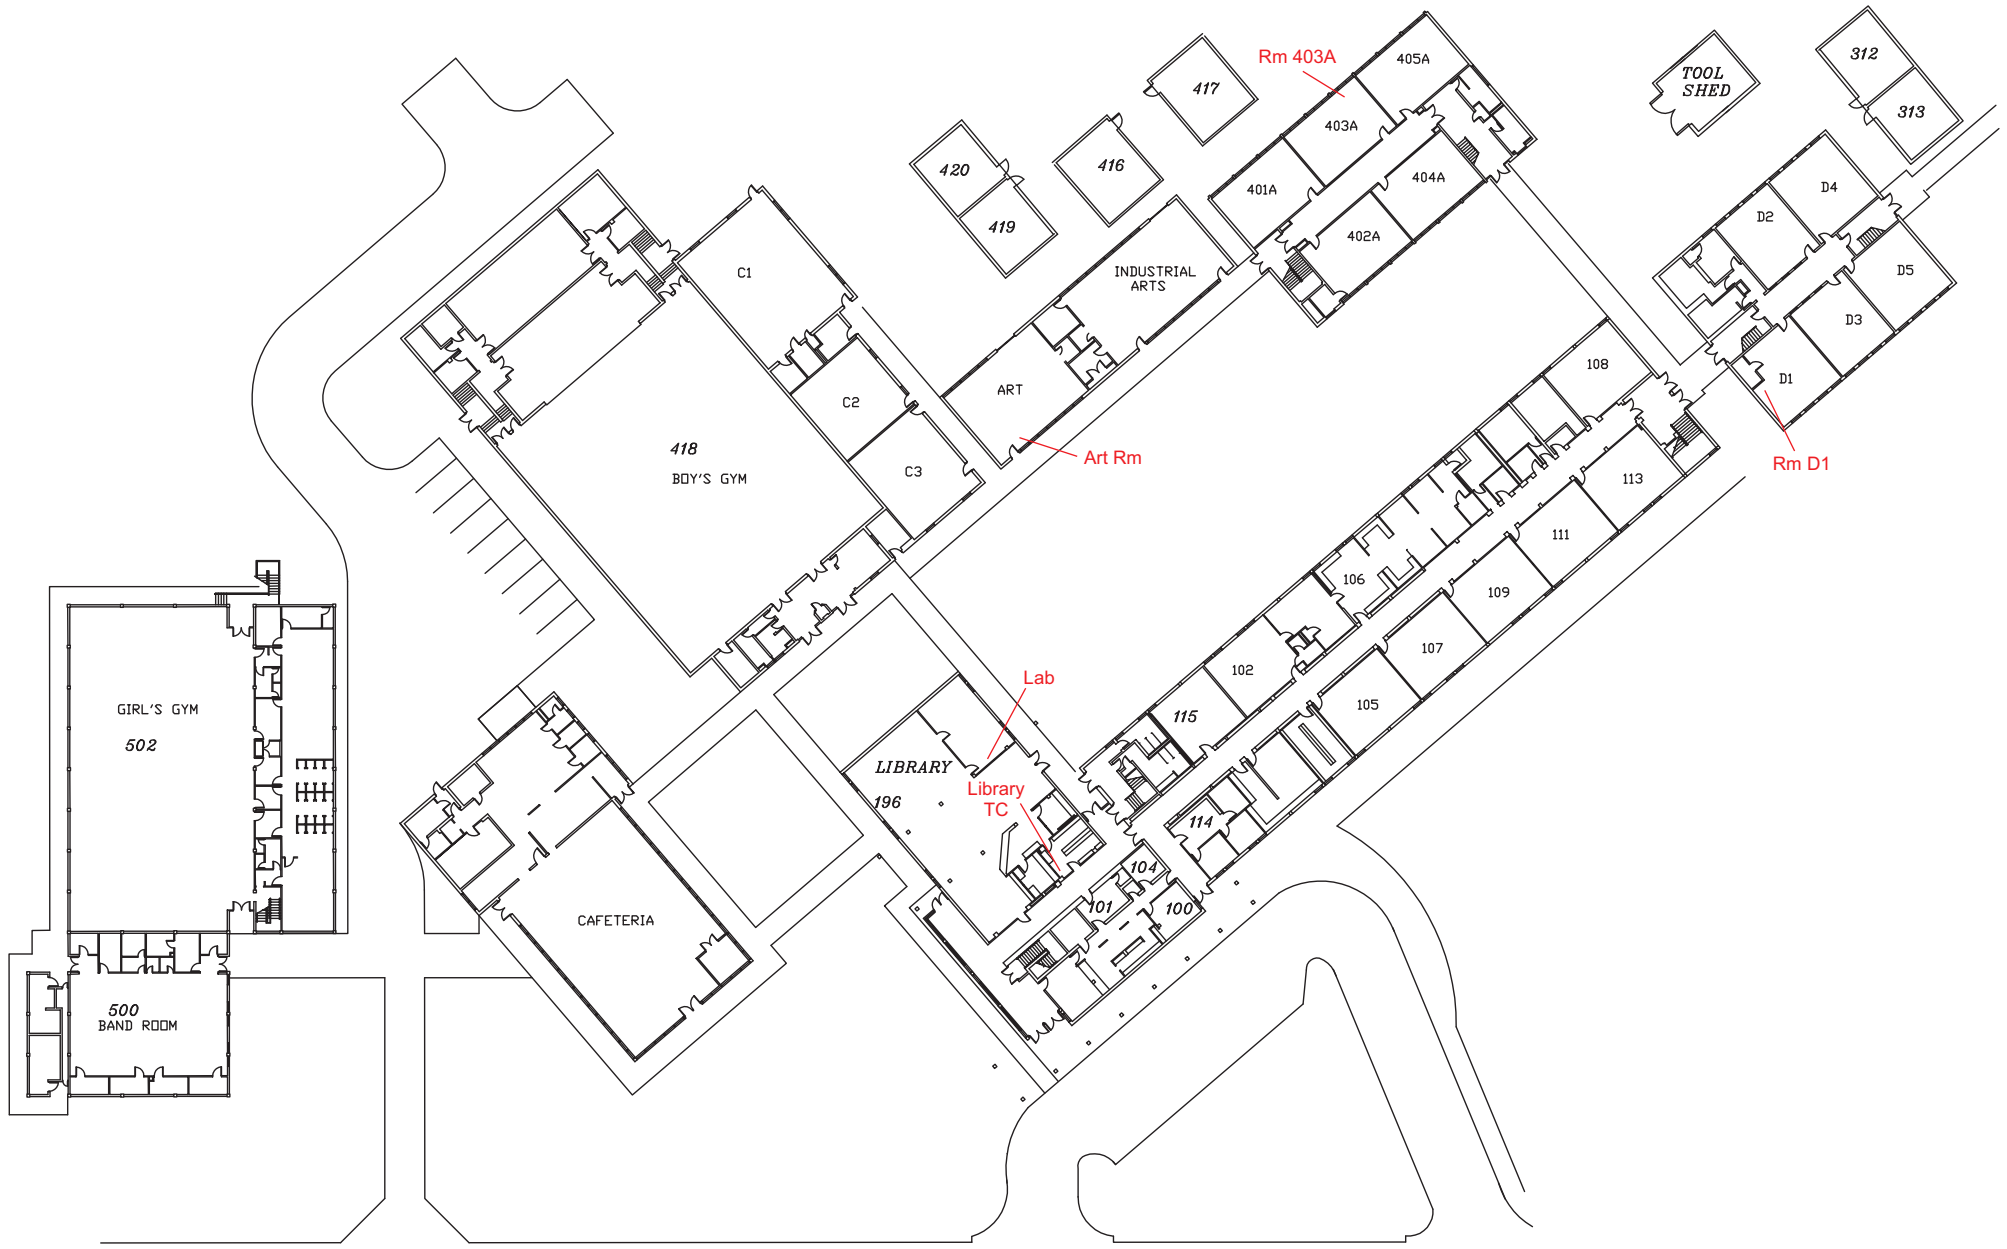 Rm 403A
405A
403A
401A
404A
402A
417
416
420
419
TOOL
SHED
312
313
D4
D2
D5
D3
D1
Rm D1
INDUSTRIAL
ARTS
ART
Art Rm
C1
C2
C3
418
BOY'S GYM
108
113
111
109
107
105
106
102
115
114
104
101
100
Lab
LIBRARY
196
Library
TC
GIRL'S GYM
502
CAFETERIA
500
BAND ROOM